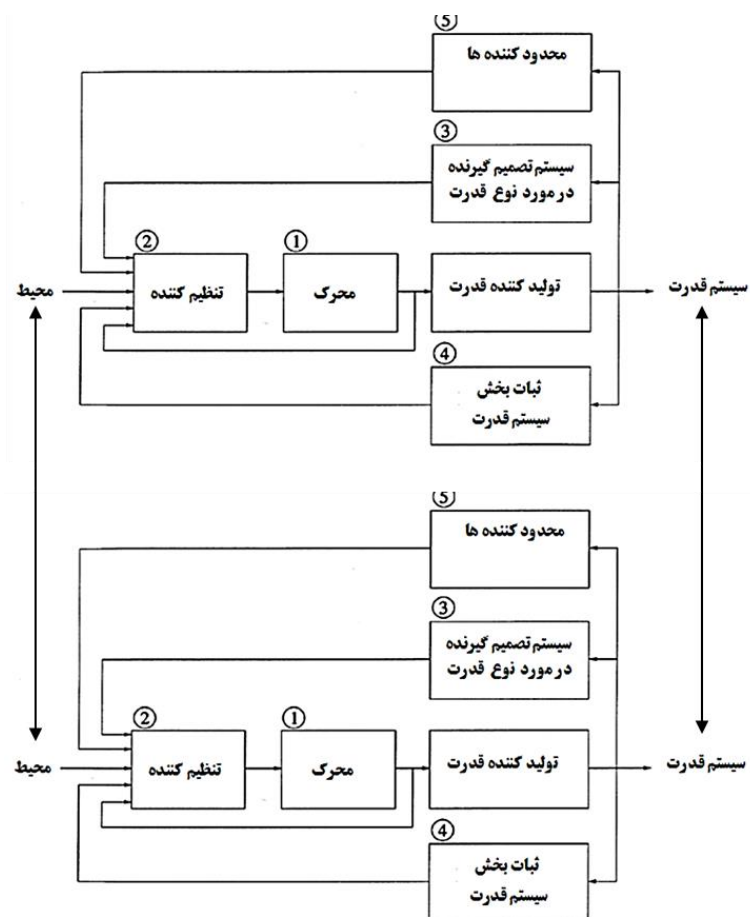 ⑤
محدود کننده ها
③
سیستم تصمیم گیرنده
در مورد نوع قدرت
②
①
محیط
تنظیم کننده
محرک
تولید کننده قدرت
سیستم قدرت
④
ثبات بخش
سیستم قدرت
⑤
محدود کننده ها
③
سیستم تصمیم گیرنده
در مورد نوع قدرت
②
①
محیط
تنظیم کننده
محرک
تولید کننده قدرت
سیستم قدرت
④
ثبات بخش
سیستم قدرت